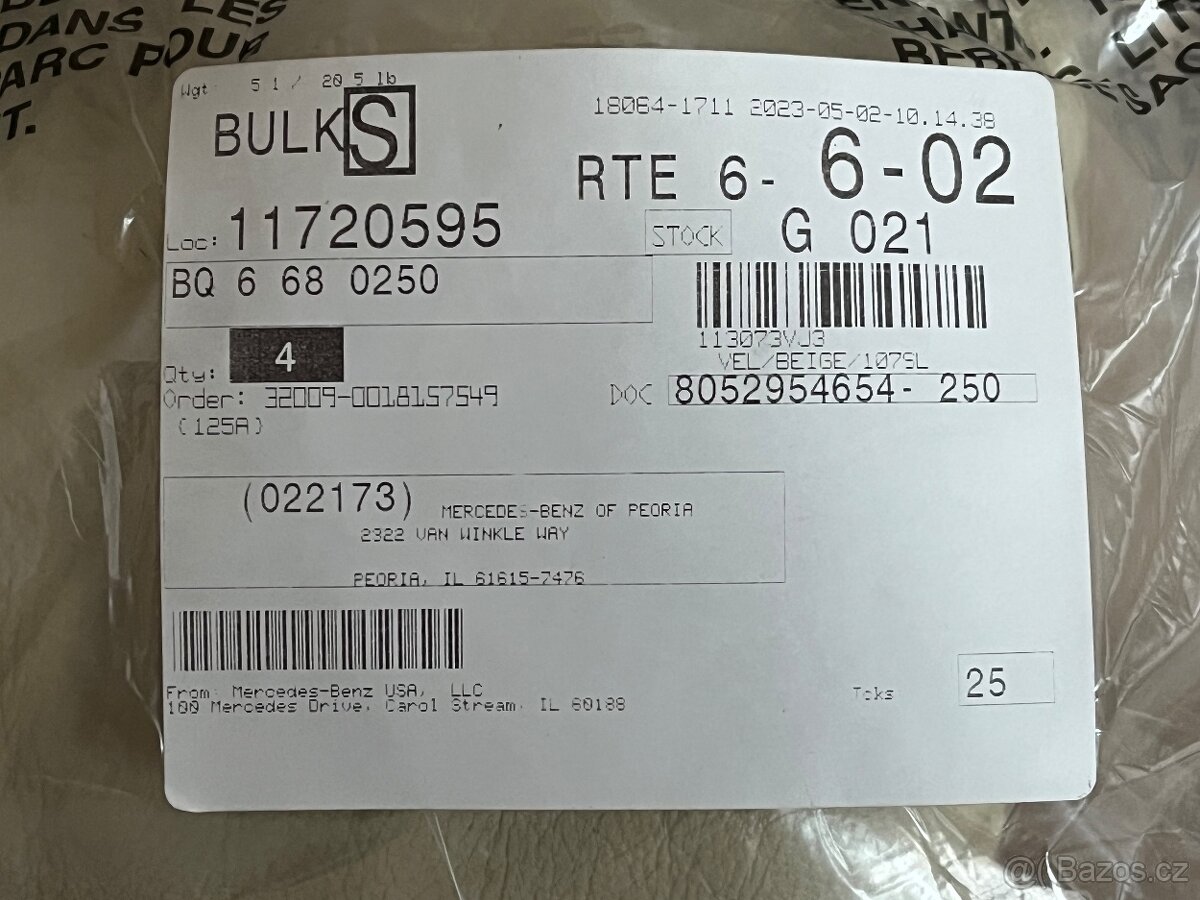 DANS LES
PARC POUR
T.
BULK S
Wgt 5 1 / 20 5 lb
18064-1711 2023-05-02-10.14.38
RTE 6- 6-02
Loc: 11720595
STOCK G 021
BQ 6 68 0250
113073VJ3
VEL/BEIGE/107SL
Qty: 4
Order: 32009-0018157549
DOC 8052954654- 250
(125A)
(022173) MERCEDES-BENZ OF PEORIA
2322 VAN WINKLE WAY
PEORIA, IL 61615-7476
From: Mercedes-Benz USA, LLC
100 Mercedes Drive, Carol Stream, IL 60188
Tcks 25
@ Bazos.cz